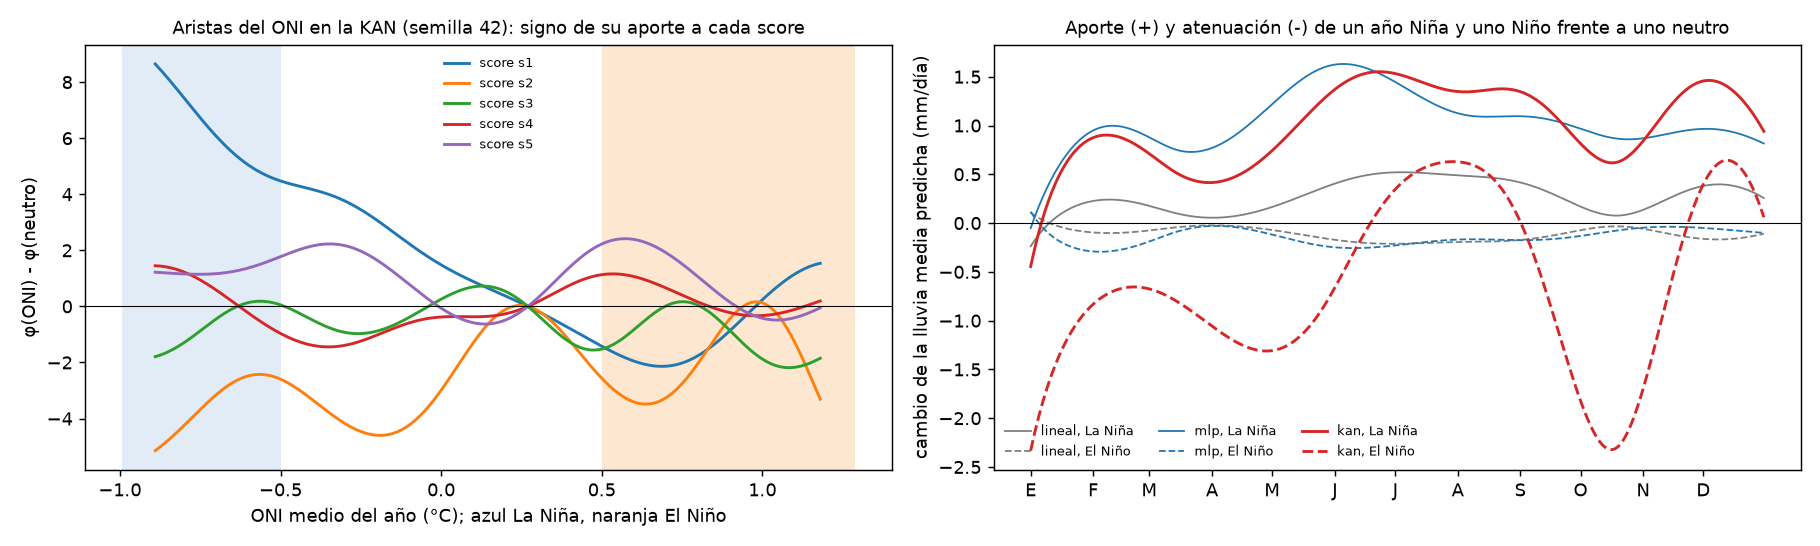 Aristas del ONI en la KAN (semilla 42): signo de su aporte a cada score
φ(ONI) - φ(neutro)
8
6
4
2
0
−2
−4
score s1
score s2
score s3
score s4
score s5
−1.0 −0.5 0.0 0.5 1.0
ONI medio del año (°C); azul La Niña, naranja El Niño
Aporte (+) y atenuación (-) de un año Niña y uno Niño frente a uno neutro
cambio de la lluvia media predicha (mm/día)
1.5
1.0
0.5
0.0
−0.5
−1.0
−1.5
−2.0
−2.5
lineal, La Niña mlp, La Niña kan, La Niña
lineal, El Niño mlp, El Niño kan, El Niño
E F M A M J J A S O N D